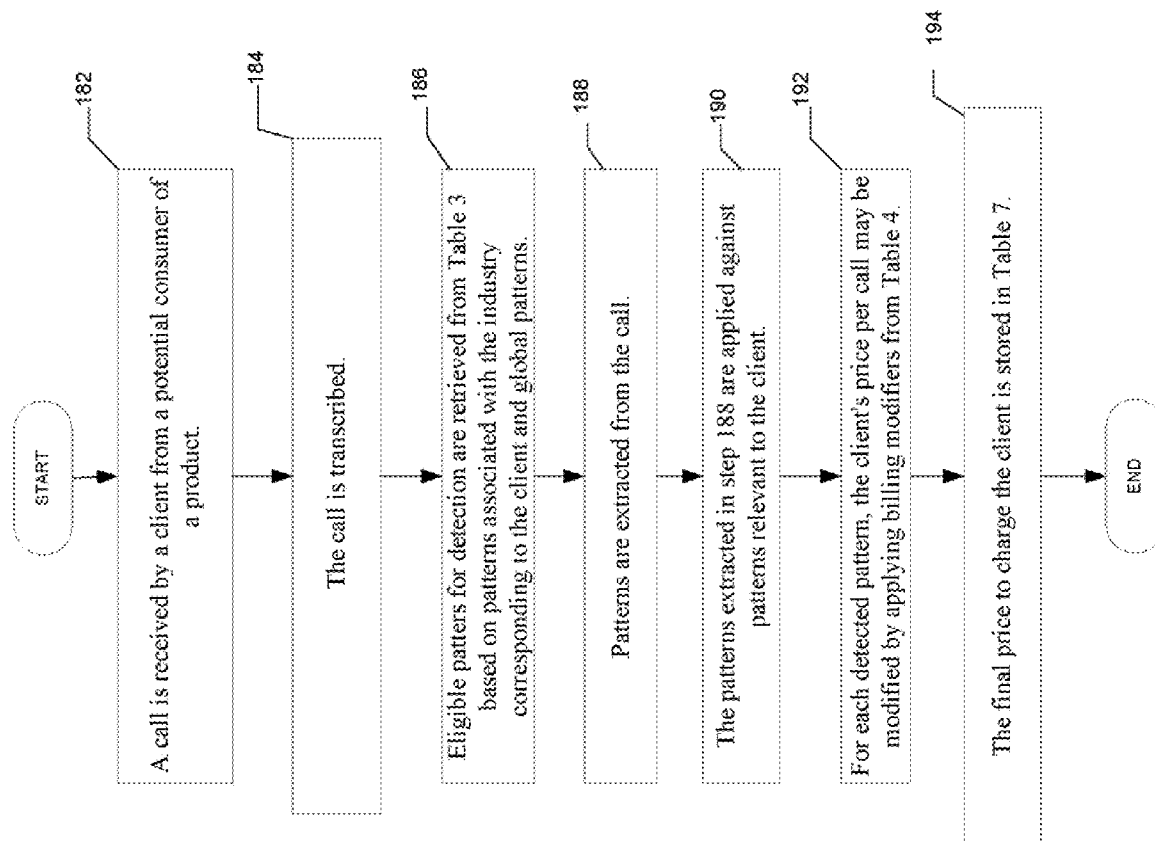 START
182
A call is received by a client from a potential consumer of
a product.
184
The call is transcribed.
186
Eligible patters for detection are retrieved from Table 3
based on patterns associated with the industry
corresponding to the client and global patterns.
188
Patterns are extracted from the call.
190
The patterns extracted in step 188 are applied against
patterns relevant to the client.
192
For each detected pattern, the client's price per call may be
modified by applying billing modifiers from Table 4.
194
The final price to charge the client is stored in Table 7.
END